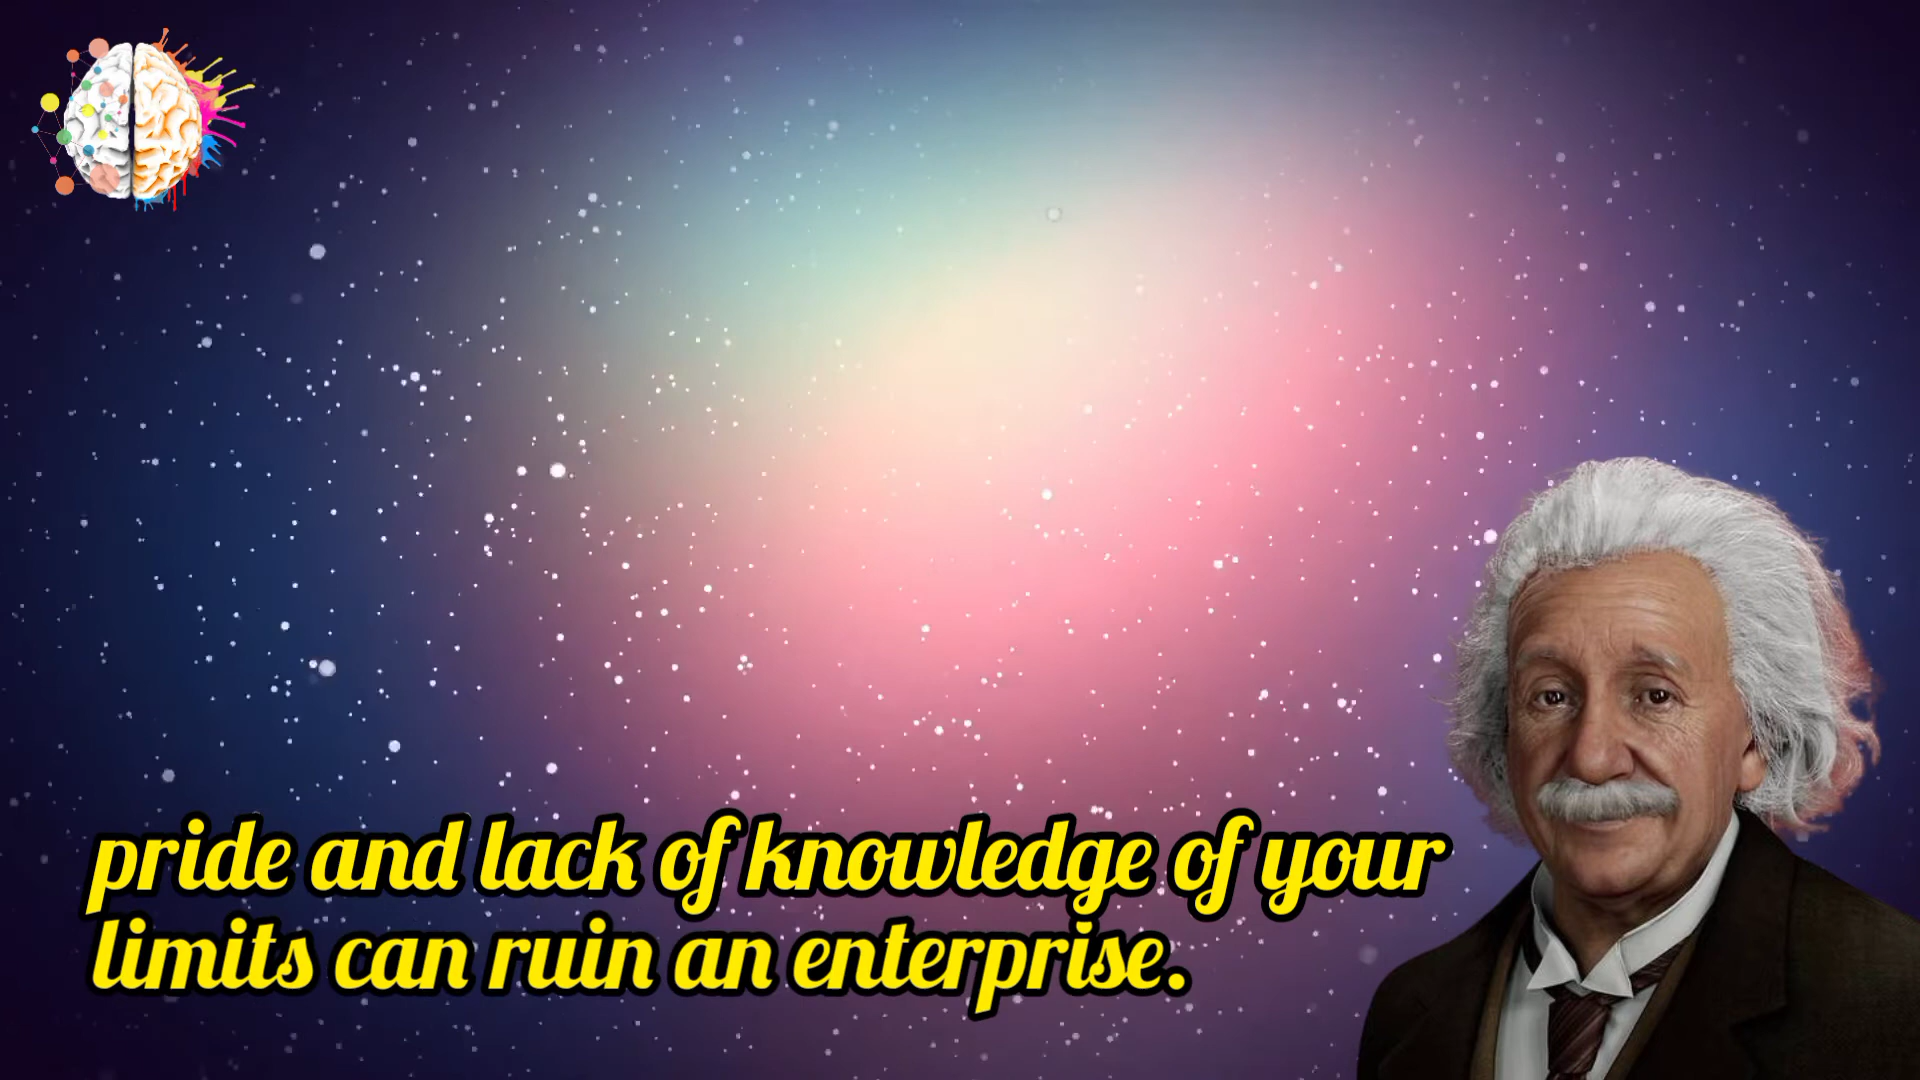 pride and lack of knowledge of your
limits can ruin an enterprise.